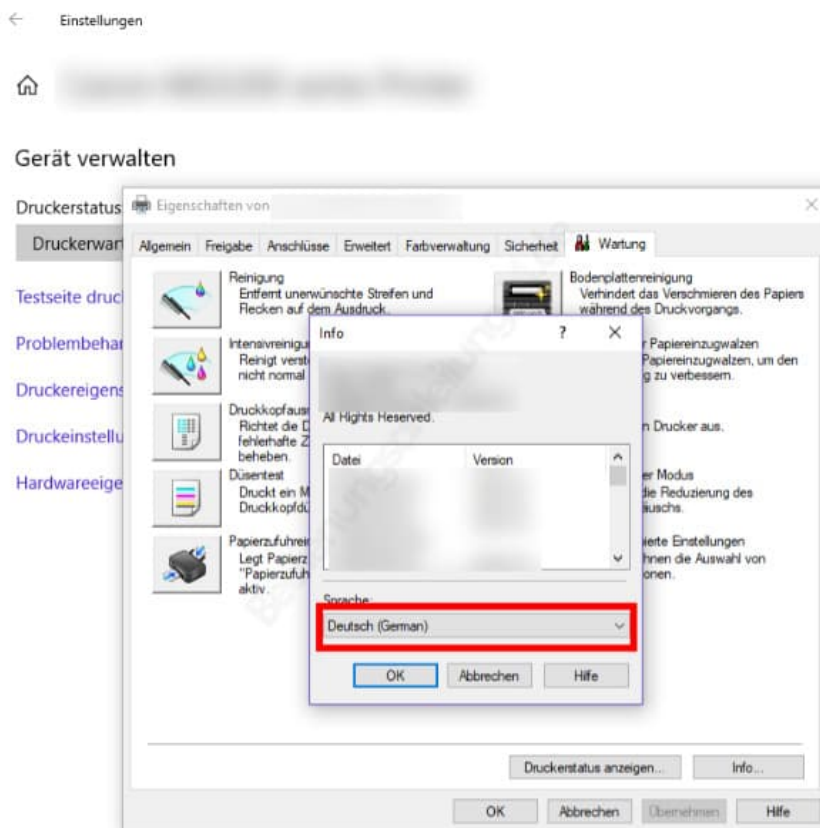 Einstellungen
Gerät verwalten
Druckerstatus
Druckerwar
Testseite druc
Problembehar
Druckereigens
Druckeinstellu
Hardwareeige
Eigenschaften von
Allgemein Freigabe Anschlüsse Erweitert Farbverwaltung Sicherheit Wartung
Reinigung
Entfernt unerwünschte Streifen und
Flecken auf dem Ausdruck.
Bodenplattenreinigung
Verhindert das Verschmieren des Papiers
während des Druckvorgangs.
Intensivreinigu
Reinigt verst
nicht normal
r Papiereinzugwalzen
Papiereinzugwalzen, um den
g zu verbessern.
Druckkopfausr
Richtet die D
fehlerhafte Z
beheben.
n Drucker aus.
Düsentest
Druckt ein M
Druckkopfdü
er Modus
die Reduzierung des
äuschs.
Papierzufuhrein
Legt Papierz
"Papierzufuh
aktiv.
ierte Einstellungen
hnen die Auswahl von
onen.
Info ?
All Rights Reserved.
Datei Version
Sprache:
Deutsch (German)
OK Abbrechen Hilfe
Druckerstatus anzeigen... Info...
OK Abbrechen Übernehmen Hilfe